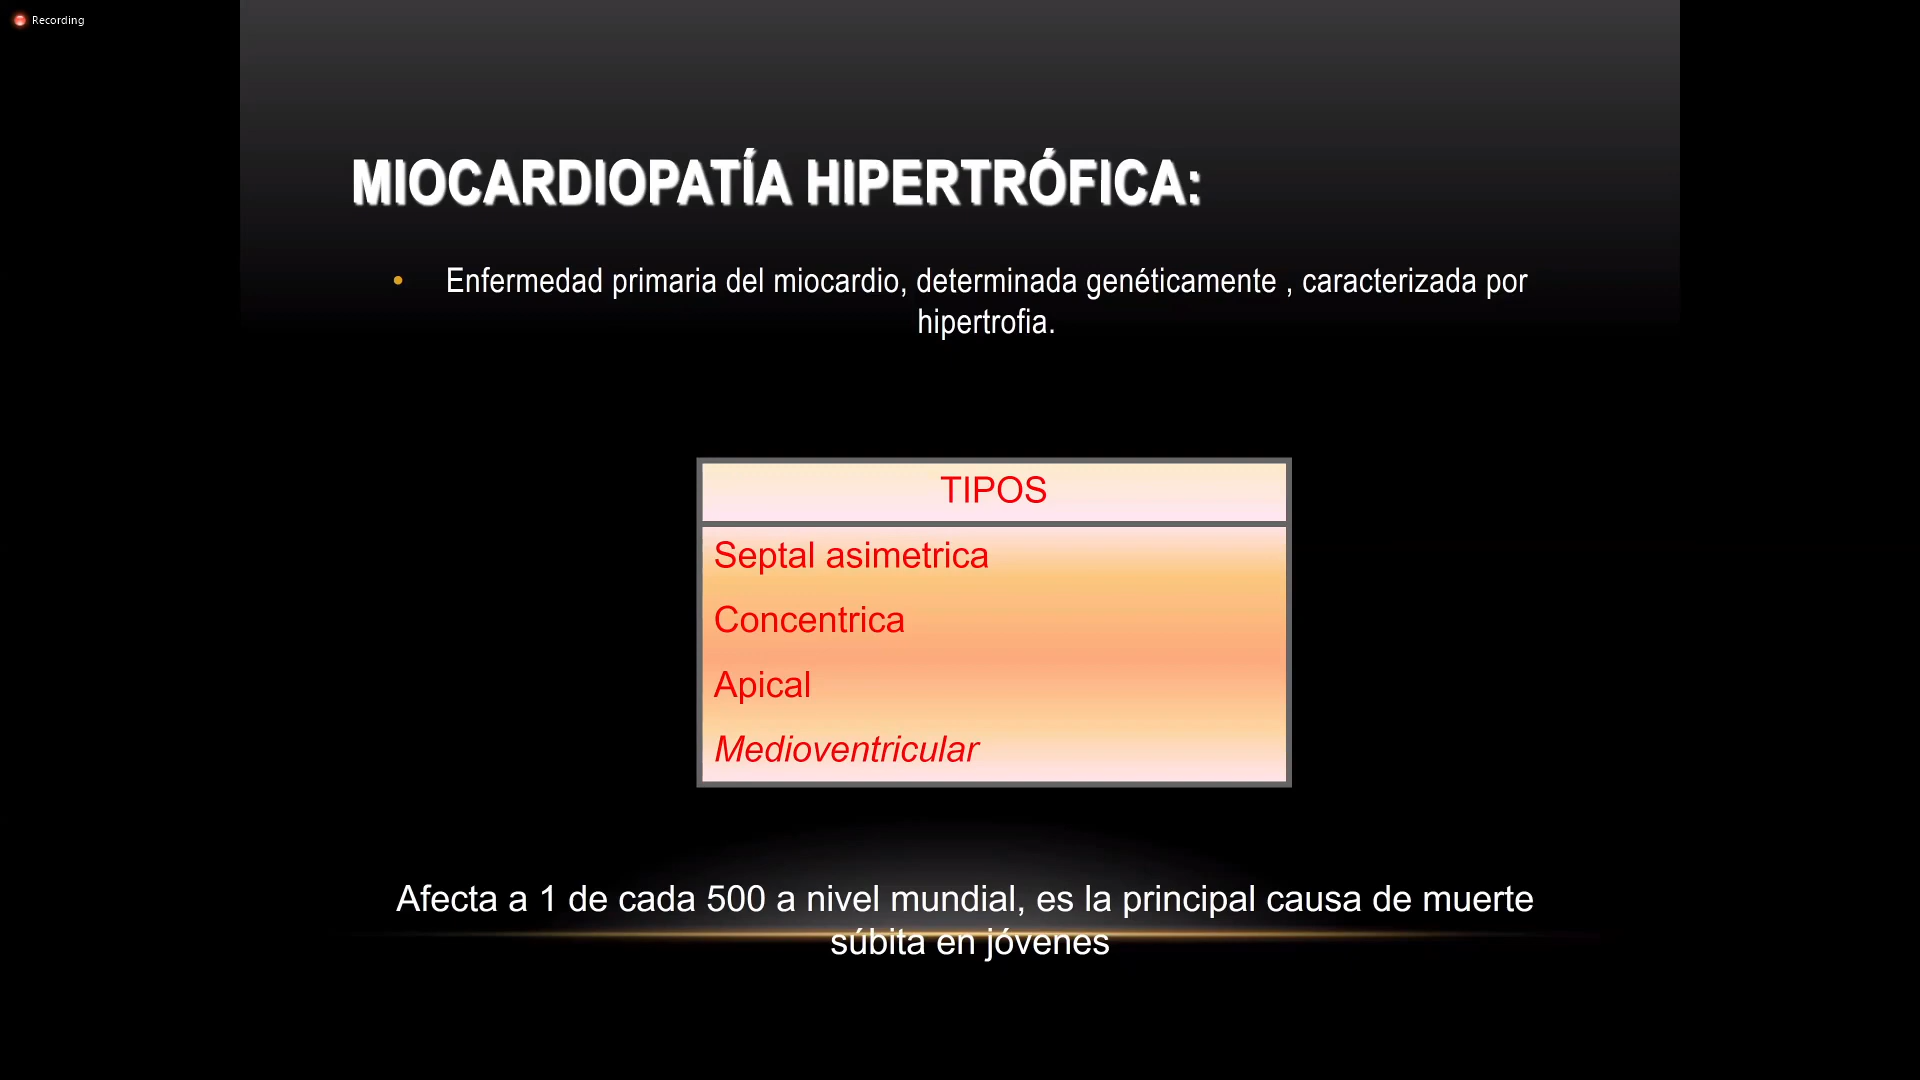 Recording
MIOCARDIOPATÍA HIPERTRÓFICA:
• Enfermedad primaria del miocardio, determinada genéticamente , caracterizada por
hipertrofia.
TIPOS
Septal asimetrica
Concentrica
Apical
Medioventricular
Afecta a 1 de cada 500 a nivel mundial, es la principal causa de muerte
súbita en jóvenes